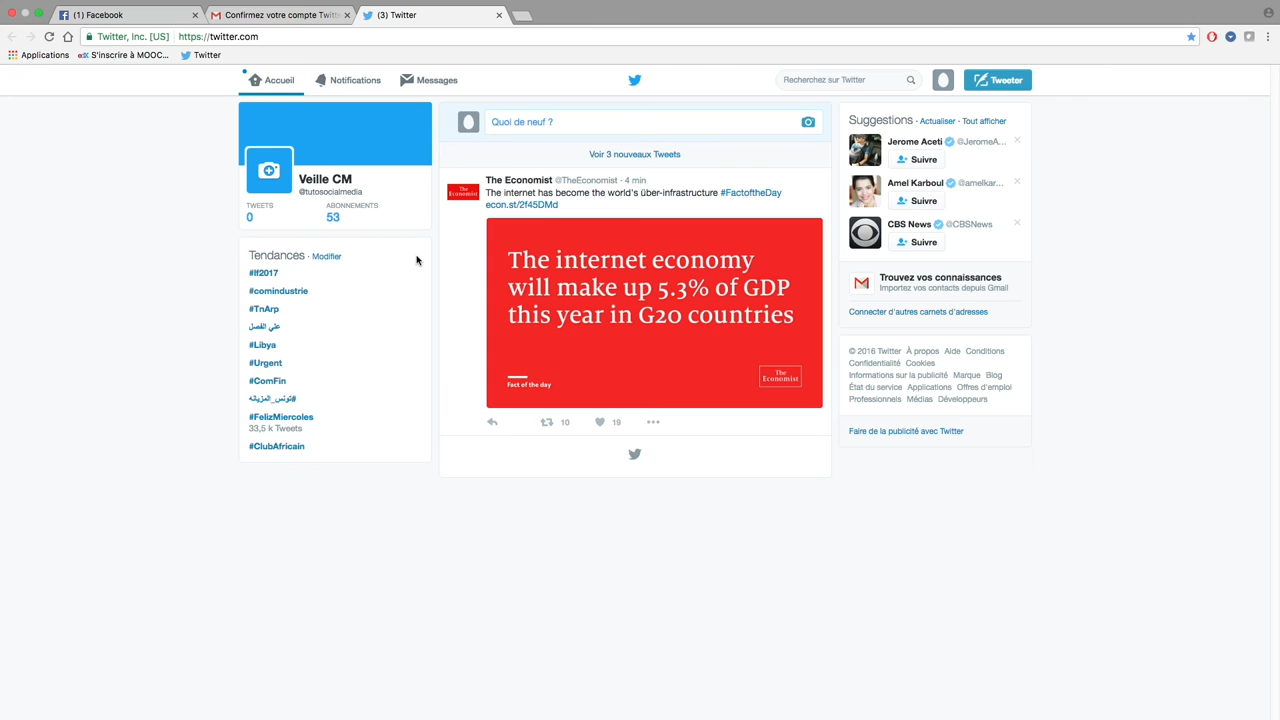 (1) Facebook
Confirmez votre compte Twitt
(3) Twitter
Twitter, Inc. [US]
https://twitter.com
Applications
S'inscrire à MOOC...
Twitter
Accueil
Notifications
Messages
Recherchez sur Twitter
Tweeter
Veille CM
@tutosocialmedia
TWEETS
ABONNEMENTS
0
53
Tendances · Modifier
#lf2017
#comindustrie
#TnArp
علي الفصل
#Libya
#Urgent
#ComFin
#تونس_المزيانه
#FelizMiercoles
33,5 k Tweets
#ClubAfricain
Quoi de neuf ?
Voir 3 nouveaux Tweets
The Economist @TheEconomist · 4 min
The internet has become the world's über-infrastructure #FactoftheDay
econ.st/2f45DMd
The
Economist
The internet economy
will make up 5.3% of GDP
this year in G20 countries
Fact of the day
The
Economist
10
19
Suggestions · Actualiser · Tout afficher
Jerome Aceti @JeromeA...
Suivre
Amel Karboul @amelkar...
Suivre
CBS News @CBSNews
Suivre
Trouvez vos connaissances
Importez vos contacts depuis Gmail
Connecter d'autres carnets d'adresses
© 2016 Twitter À propos Aide Conditions
Confidentialité Cookies
Informations sur la publicité Marque Blog
État du service Applications Offres d'emploi
Professionnels Médias Développeurs
Faire de la publicité avec Twitter